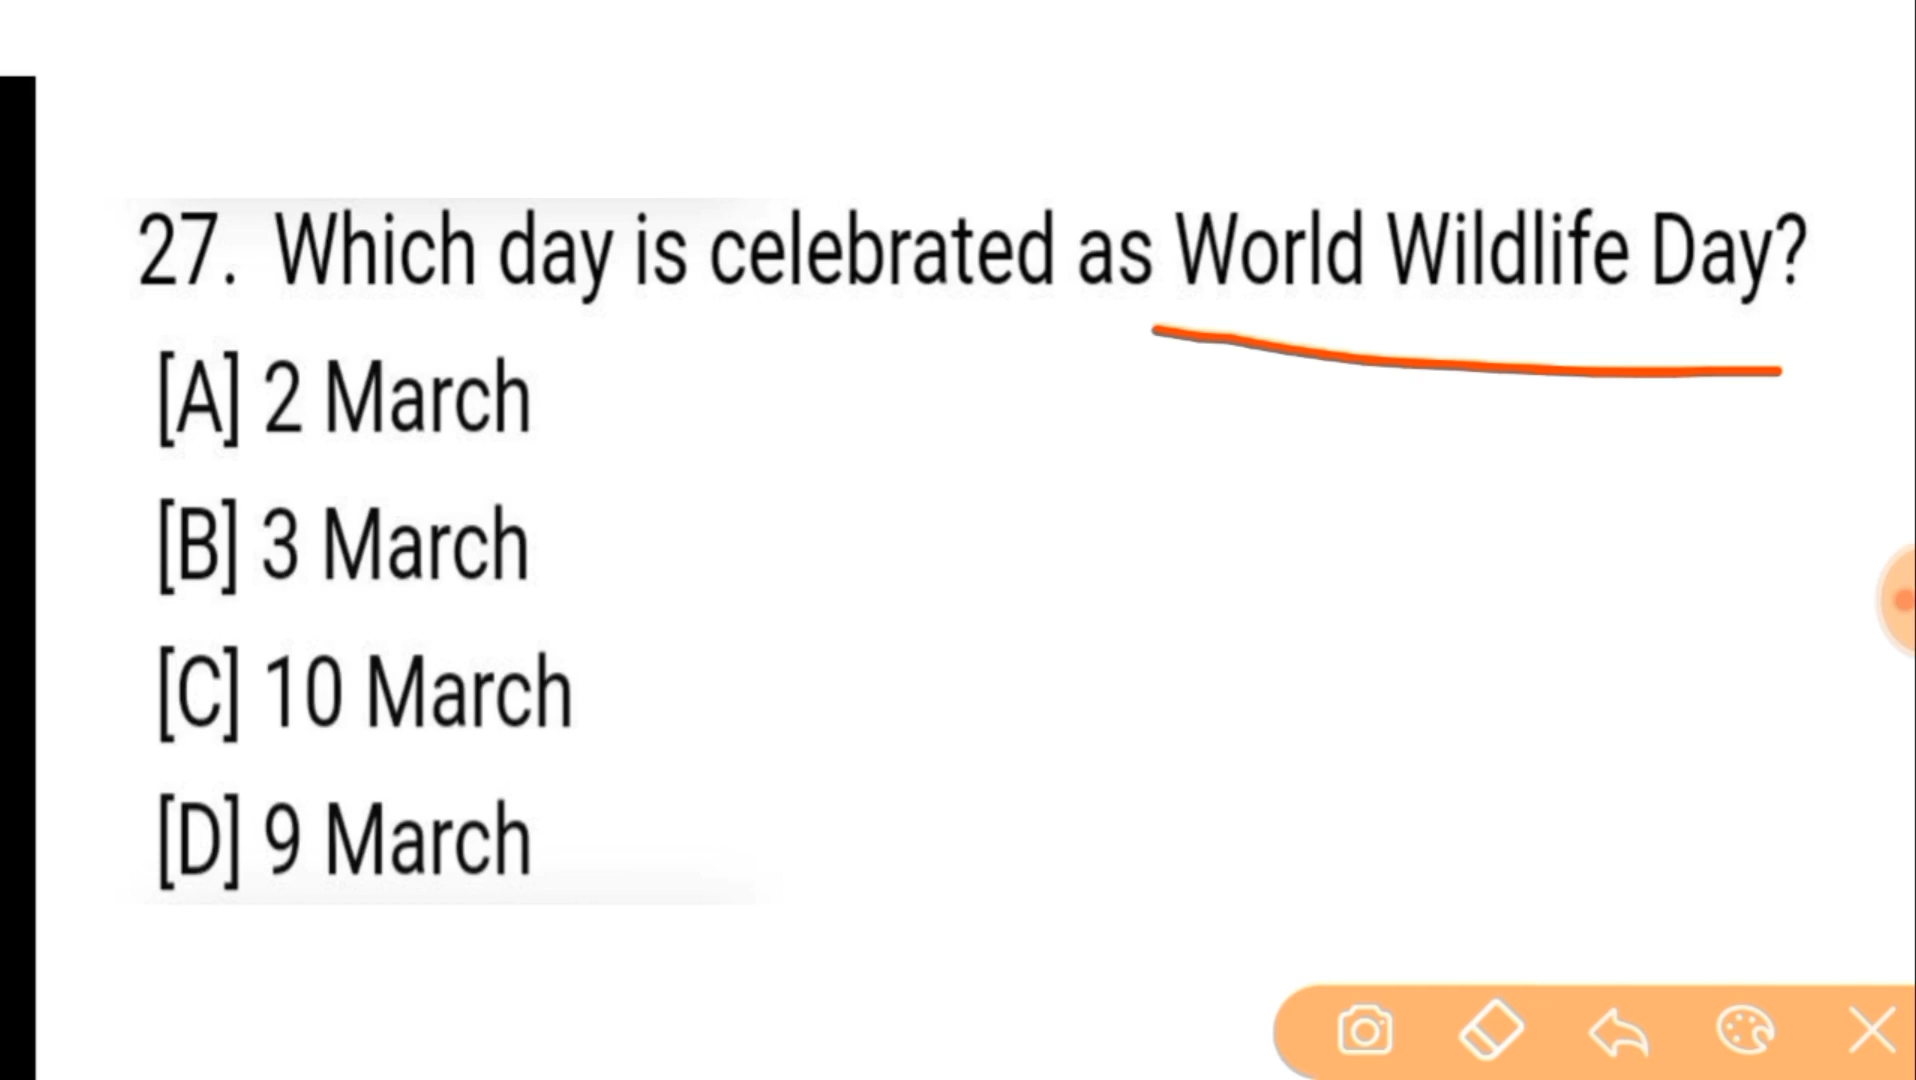 27. Which day is celebrated as World Wildlife Day?
[A] 2 March
[B] 3 March
[C] 10 March
[D] 9 March